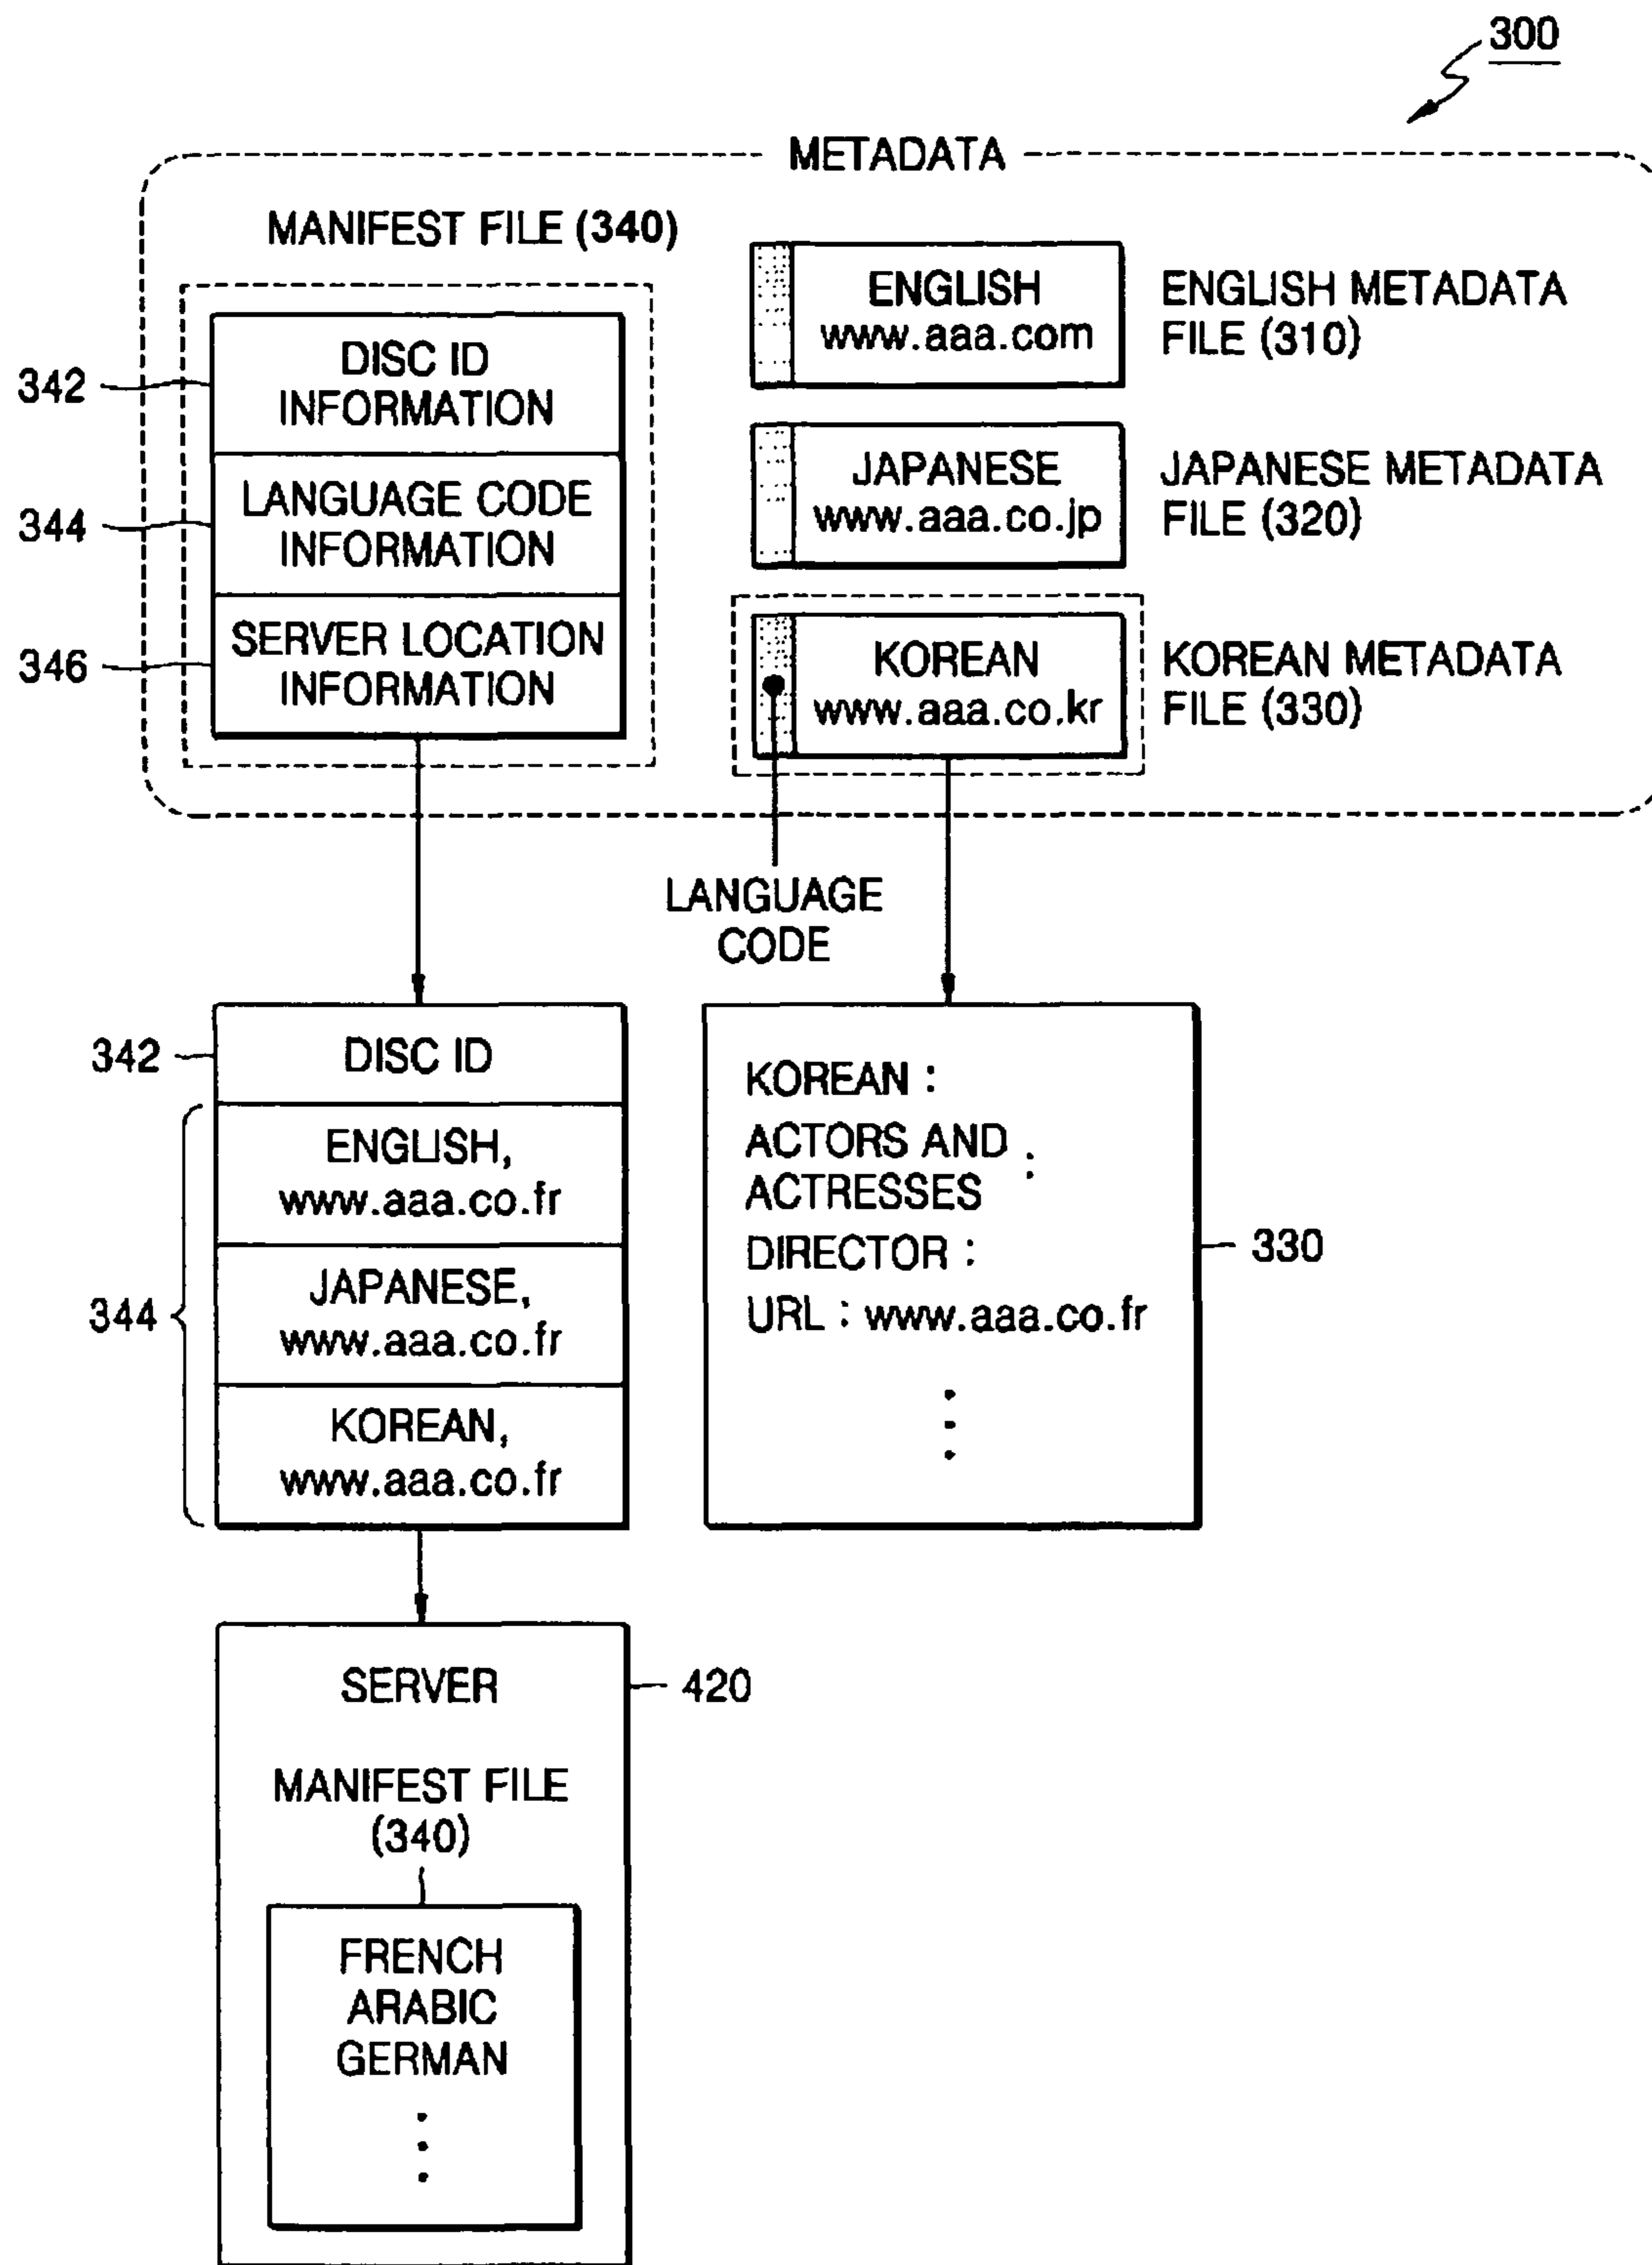 300
METADATA
MANIFEST FILE (340)
342
DISC ID
INFORMATION
344
LANGUAGE CODE
INFORMATION
346
SERVER LOCATION
INFORMATION
ENGLISH
www.aaa.com
ENGLISH METADATA
FILE (310)
JAPANESE
www.aaa.co.jp
JAPANESE METADATA
FILE (320)
KOREAN
www.aaa.co.kr
KOREAN METADATA
FILE (330)
LANGUAGE
CODE
342
DISC ID
344
ENGLISH,
www.aaa.co.fr
JAPANESE,
www.aaa.co.fr
KOREAN,
www.aaa.co.fr
KOREAN :
ACTORS AND :
ACTRESSES
DIRECTOR :
URL : www.aaa.co.fr
330
SERVER
420
MANIFEST FILE
(340)
FRENCH
ARABIC
GERMAN